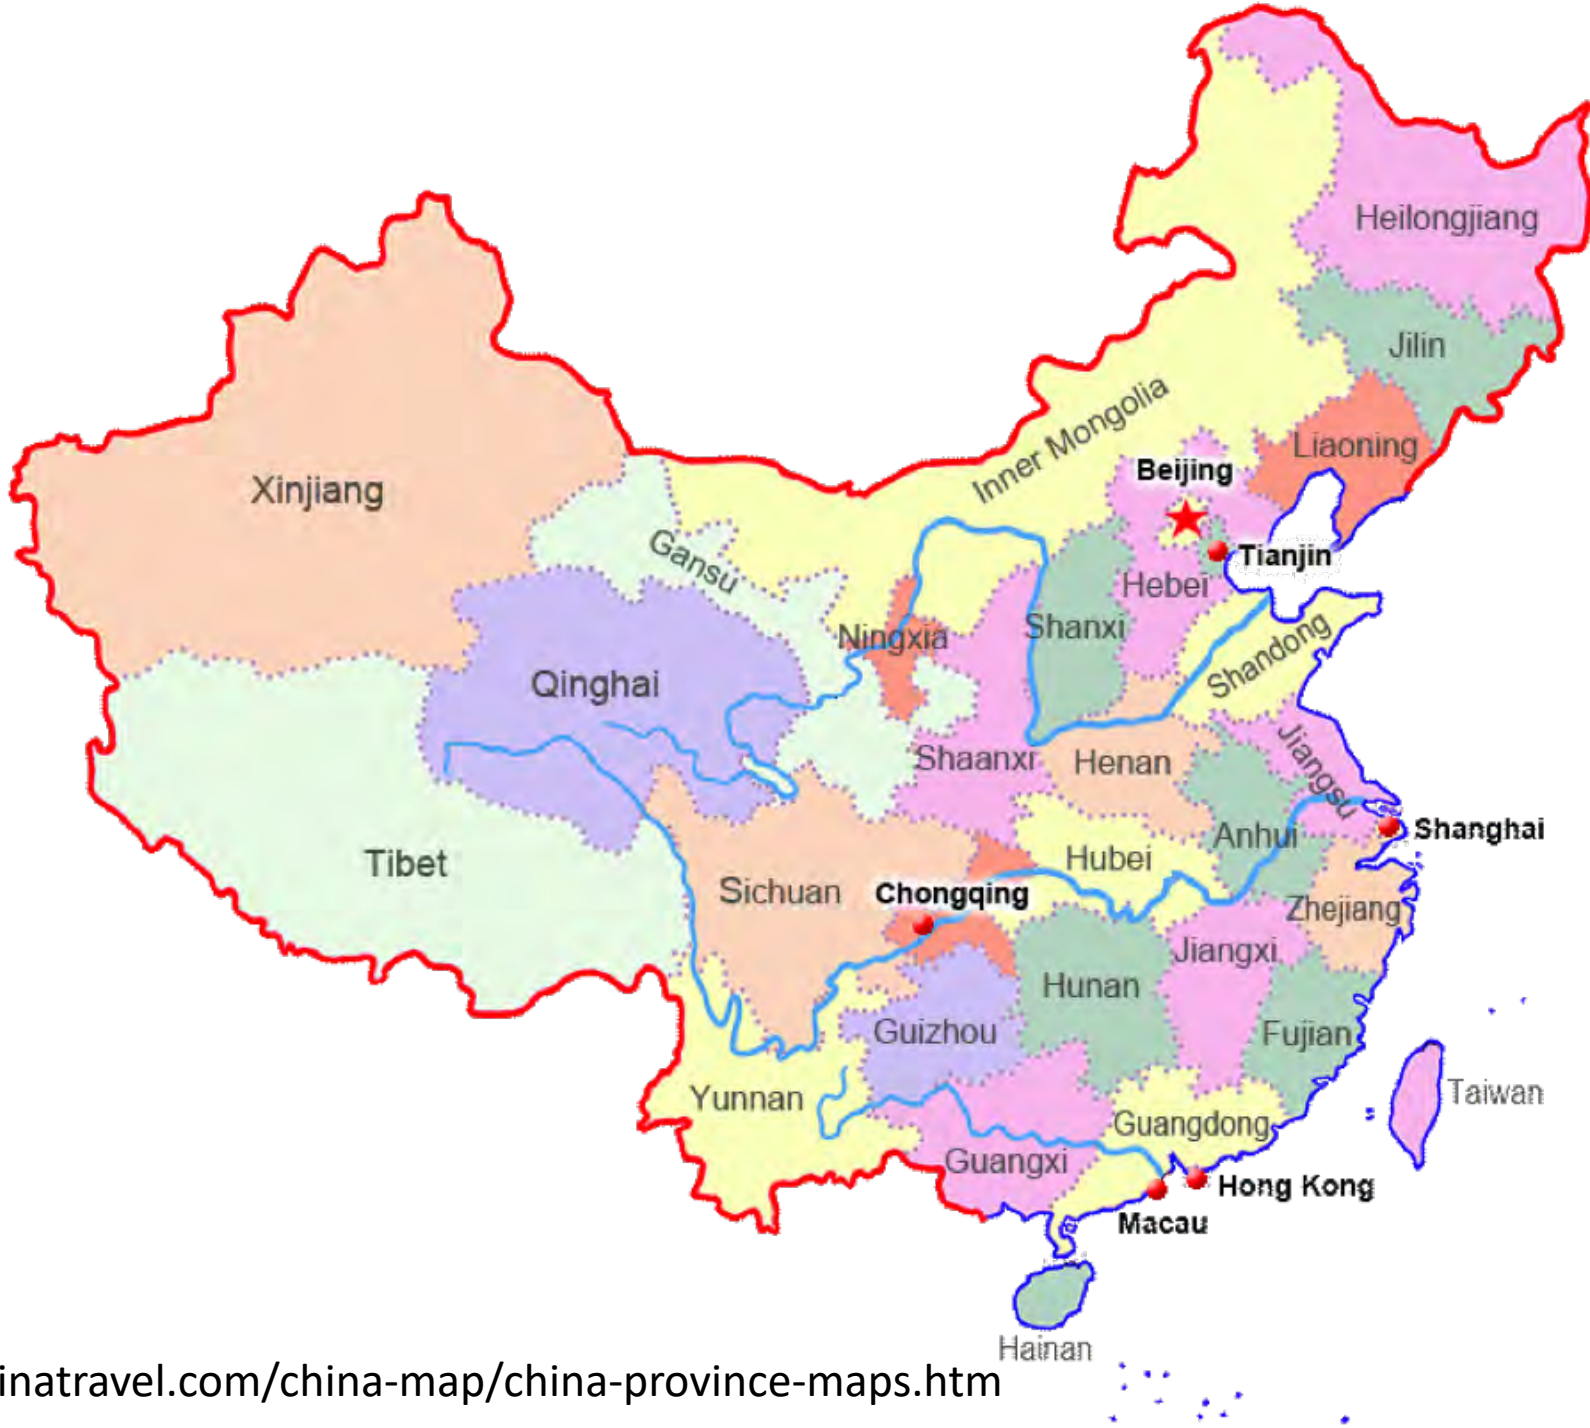 Heilongjiang
Jilin
Inner Mongolia
Liaoning
Beijing
Xinjiang
Gansu
Tianjin
Hebei
Ningxia
Shanxi
Shandong
Qinghai
Shaanxi
Henan
Jiangsu
Tibet
Sichuan
Chongqing
Hubei
Anhui
Shanghai
Zhejiang
Jiangxi
Hunan
Guizhou
Fujian
Yunnan
Taiwan
Guangdong
Guangxi
Hong Kong
Macau
Hainan
inatravel.com/china-map/china-province-maps.htm